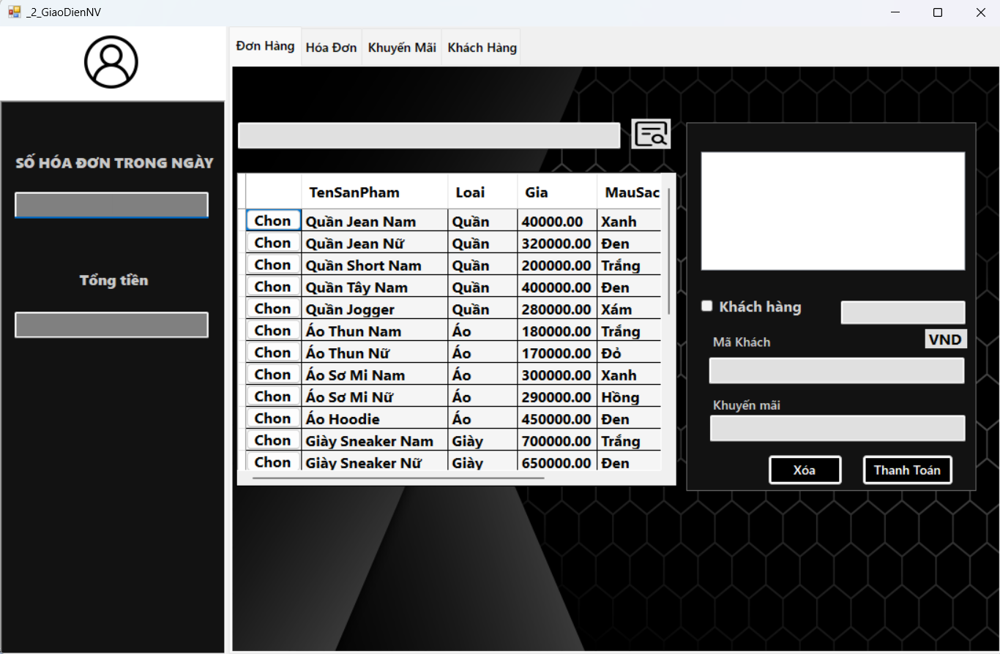 _2_GiaoDienNV
Đơn Hàng Hóa Đơn Khuyến Mãi Khách Hàng
SỐ HÓA ĐƠN TRONG NGÀY
Tổng tiền
TenSanPham Loai Gia MauSac
Chon Quần Jean Nam Quần 40000.00 Xanh
Chon Quần Jean Nữ Quần 320000.00 Đen
Chon Quần Short Nam Quần 200000.00 Trắng
Chon Quần Tây Nam Quần 400000.00 Đen
Chon Quần Jogger Quần 280000.00 Xám
Chon Áo Thun Nam Áo 180000.00 Trắng
Chon Áo Thun Nữ Áo 170000.00 Đỏ
Chon Áo Sơ Mi Nam Áo 300000.00 Xanh
Chon Áo Sơ Mi Nữ Áo 290000.00 Hồng
Chon Áo Hoodie Áo 450000.00 Đen
Chon Giày Sneaker Nam Giày 700000.00 Trắng
Chon Giày Sneaker Nữ Giày 650000.00 Đen
Khách hàng
Mã Khách VND
Khuyến mãi
Xóa Thanh Toán